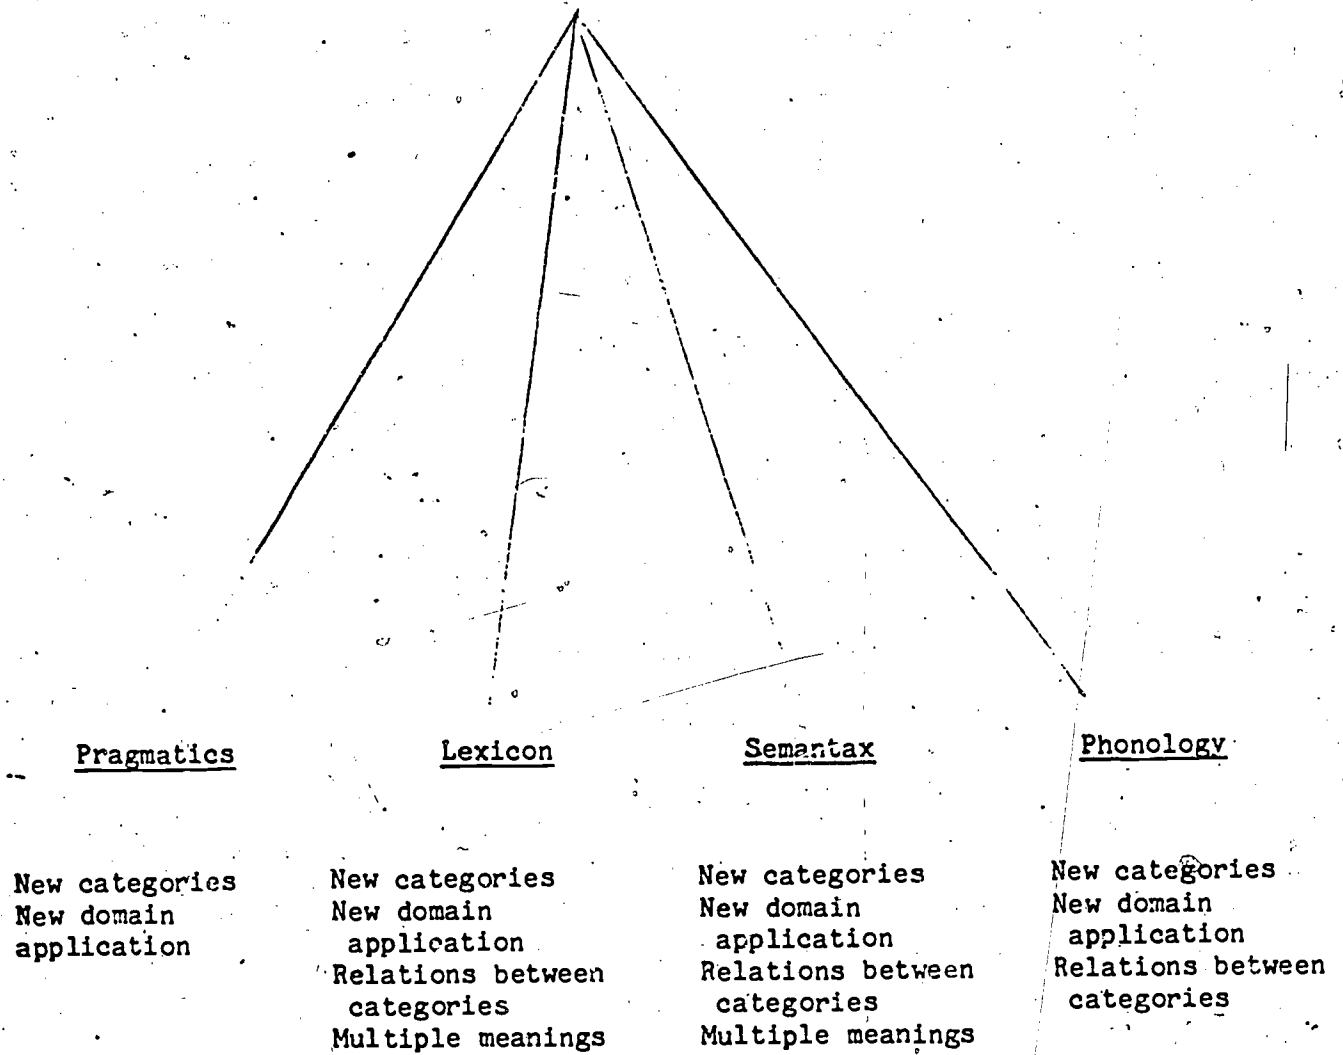 Pragmatics
Lexicon
Semantax
Phonology
New categories
New domain
application
New categories
New domain
application
Relations between
categories
Multiple meanings
New categories
New domain
application
Relations between
categories
Multiple meanings
New categories
New domain
application
Relations between
categories